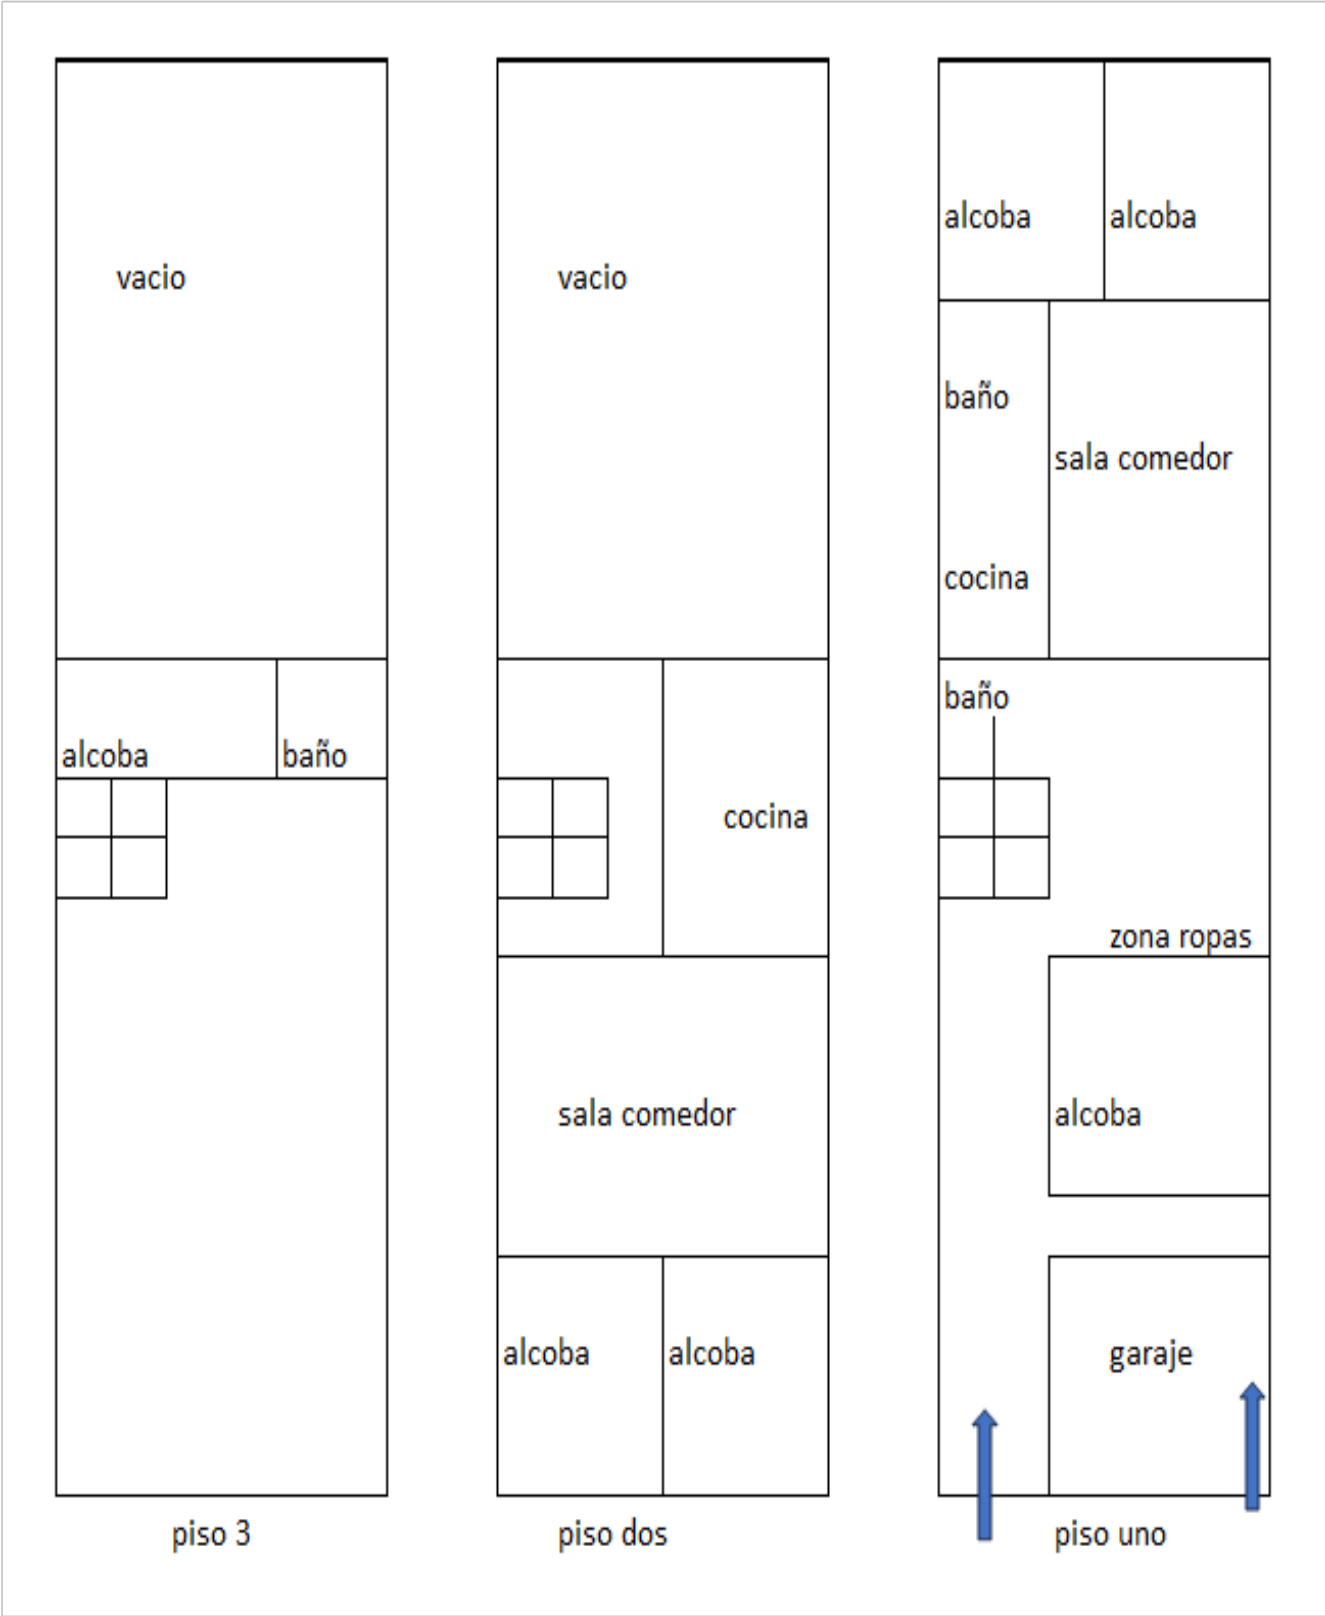 vacio
alcoba
baño
piso 3
vacio
cocina
sala comedor
alcoba
alcoba
piso dos
alcoba
alcoba
baño
sala comedor
cocina
baño
zona ropas
alcoba
garaje
piso uno